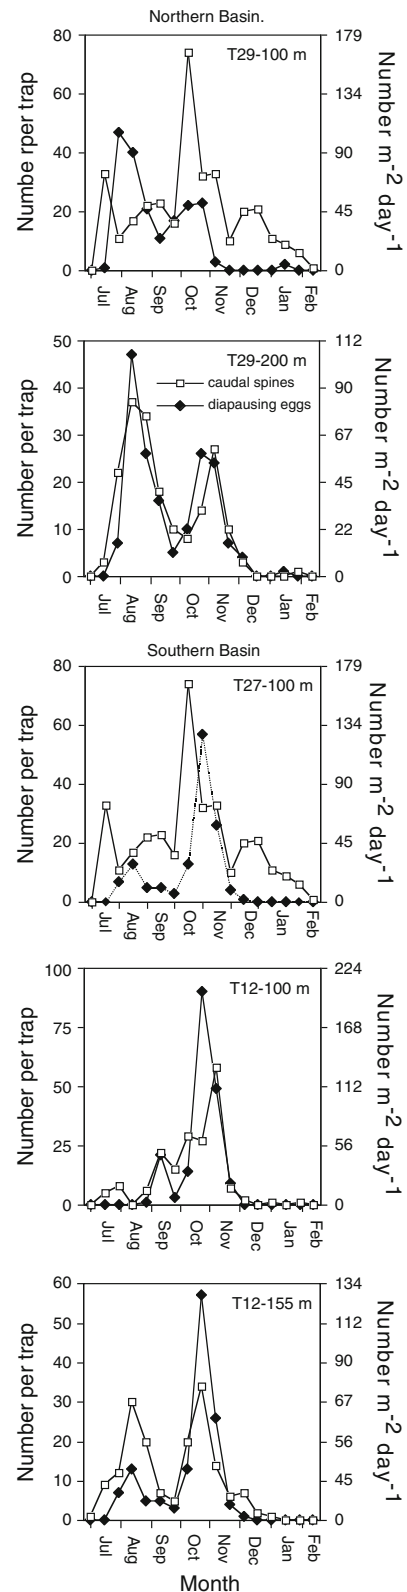 Northern Basin.
T29-100 m
Numbe rper trap
80
60
40
20
0
179
134
90
45
0
Number m-2 day-1
Jul Aug Sep Oct Nov Dec Jan Feb
T29-200 m
caudal spines
diapausing eggs
Number per trap
50
40
30
20
10
0
112
90
67
45
22
0
Number m-2 day-1
Jul Aug Sep Oct Nov Dec Jan Feb
Southern Basin
T27-100 m
Number per trap
80
60
40
20
0
179
134
90
45
0
Number m-2 day-1
Jul Aug Sep Oct Nov Dec Jan Feb
T12-100 m
Number per trap
100
75
50
25
0
224
168
112
56
0
Number m-2 day-1
Jul Aug Sep Oct Nov Dec Jan Feb
T12-155 m
Number per trap
60
50
40
30
20
10
0
134
112
90
67
56
45
0
Number m-2 day-1
Jul Aug Sep Oct Nov Dec Jan Feb
Month